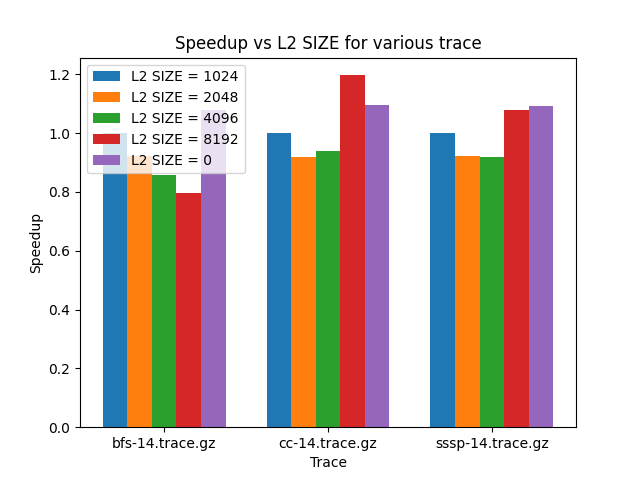 Speedup vs L2 SIZE for various trace
L2 SIZE = 1024
L2 SIZE = 2048
L2 SIZE = 4096
L2 SIZE = 8192
L2 SIZE = 0
Speedup
1.2
1.0
0.8
0.6
0.4
0.2
0.0
bfs-14.trace.gz cc-14.trace.gz sssp-14.trace.gz
Trace